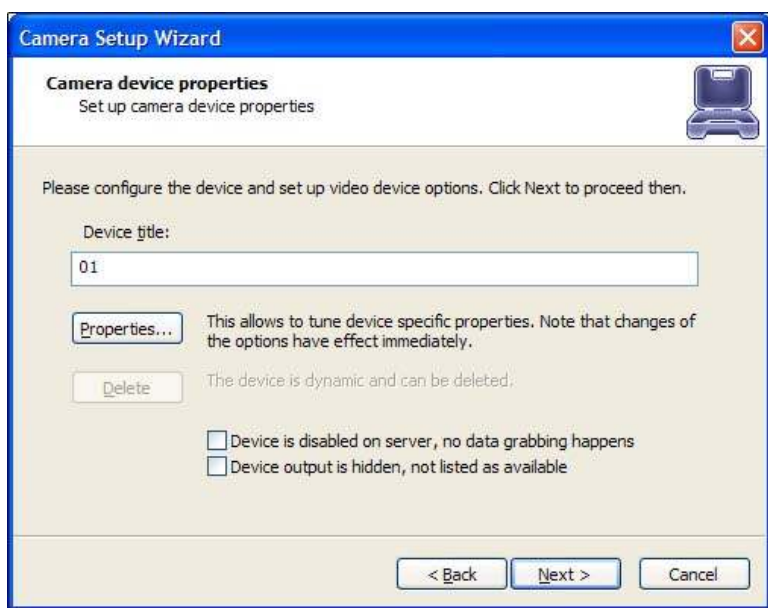 Camera Setup Wizard
Camera device properties
Set up camera device properties
Please configure the device and set up video device options. Click Next to proceed then.
Device title:
01
Properties...
This allows to tune device specific properties. Note that changes of
the options have effect immediately.
Delete
The device is dynamic and can be deleted.
Device is disabled on server, no data grabbing happens
Device output is hidden, not listed as available
< Back
Next >
Cancel